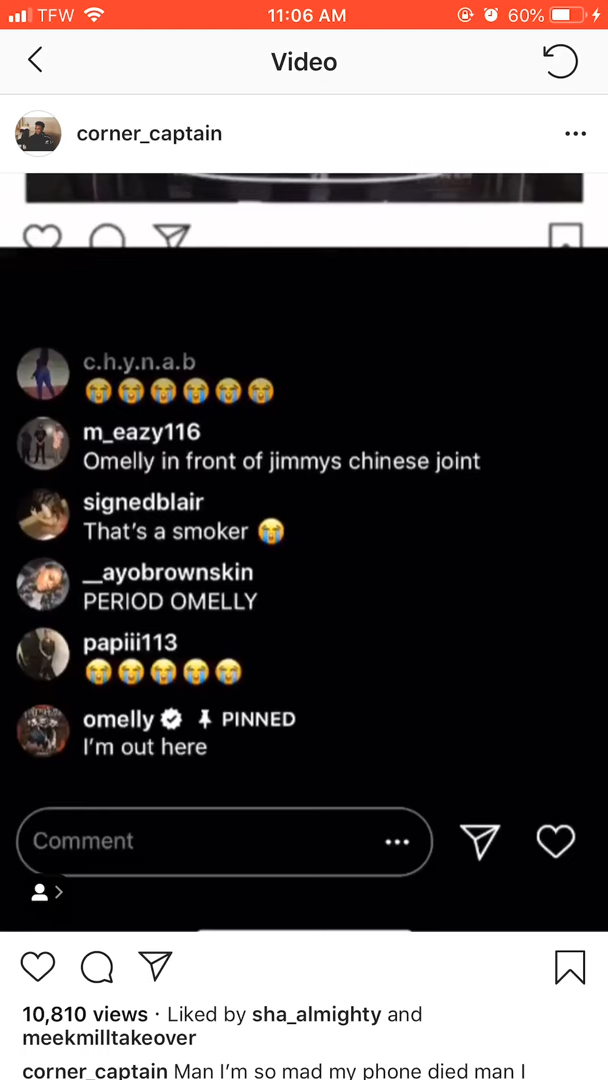 TFW 11:06 AM 60%
Video
corner_captain
c.h.y.n.a.b
😭😭😭😭😭😭
m_eazy116
Omelly in front of jimmys chinese joint
signedblair
That's a smoker 😭
__ayobrownskin
PERIOD OMELLY
papiii113
😭😭😭😭😭
omelly PINNED
I'm out here
Comment
10,810 views · Liked by sha_almighty and
meekmilltakeover
corner_captain Man I'm so mad my phone died man I